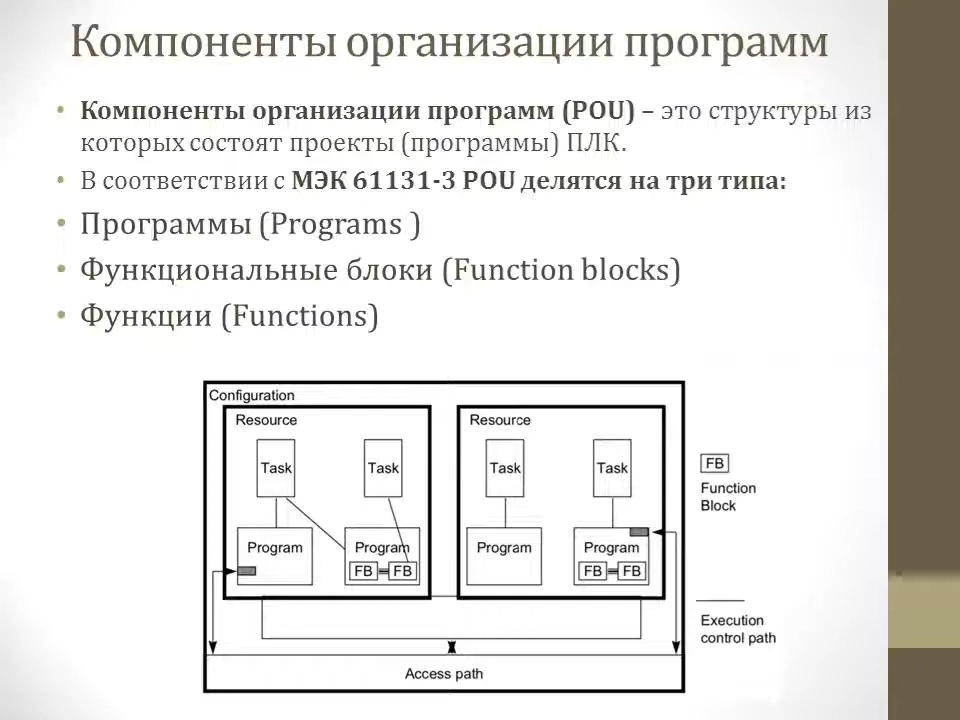 Компоненты организации программ
• Компоненты организации программ (POU) – это структуры из
которых состоят проекты (программы) ПЛК.
• В соответствии с МЭК 61131-3 POU делятся на три типа:
• Программы (Programs )
• Функциональные блоки (Function blocks)
• Функции (Functions)
Configuration
Resource
Resource
Task
Task
Task
Task
FB
Function
Block
Program
Program
Program
Program
FB
FB
FB
FB
Execution
control path
Access path